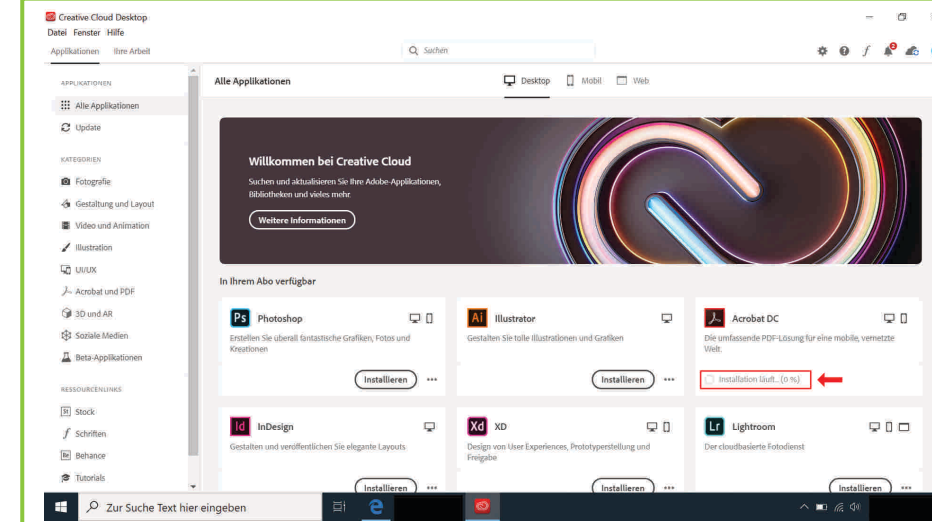 Creative Cloud Desktop
Datei Fenster Hilfe
Applikationen Ihre Arbeit
Suchen
APPLIKATIONEN
Alle Applikationen
Update
KATEGORIEN
Fotografie
Gestaltung und Layout
Video und Animation
Illustration
UI/UX
Acrobat und PDF
3D und AR
Soziale Medien
Beta-Applikationen
RESSOURCENLINKS
St Stock
Schriften
Be Behance
Tutorials
Alle Applikationen
Desktop Mobil Web
Willkommen bei Creative Cloud
Suchen und aktualisieren Sie Ihre Adobe-Applikationen,
Bibliotheken und vieles mehr.
Weitere Informationen
In Ihrem Abo verfügbar
Ps Photoshop
Erstellen Sie überall fantastische Grafiken, Fotos und
Kreationen
Installieren
Ai Illustrator
Gestalten Sie tolle Illustrationen und Grafiken
Installieren
Acrobat DC
Die umfassende PDF-Lösung für eine mobile, vernetzte
Welt.
Installation läuft... (0 %)
Id InDesign
Gestalten und veröffentlichen Sie elegante Layouts
Installieren
Xd XD
Design von User Experiences, Prototyperstellung und
Freigabe
Installieren
Lr Lightroom
Der cloudbasierte Fotodienst
Installieren
Zur Suche Text hier eingeben